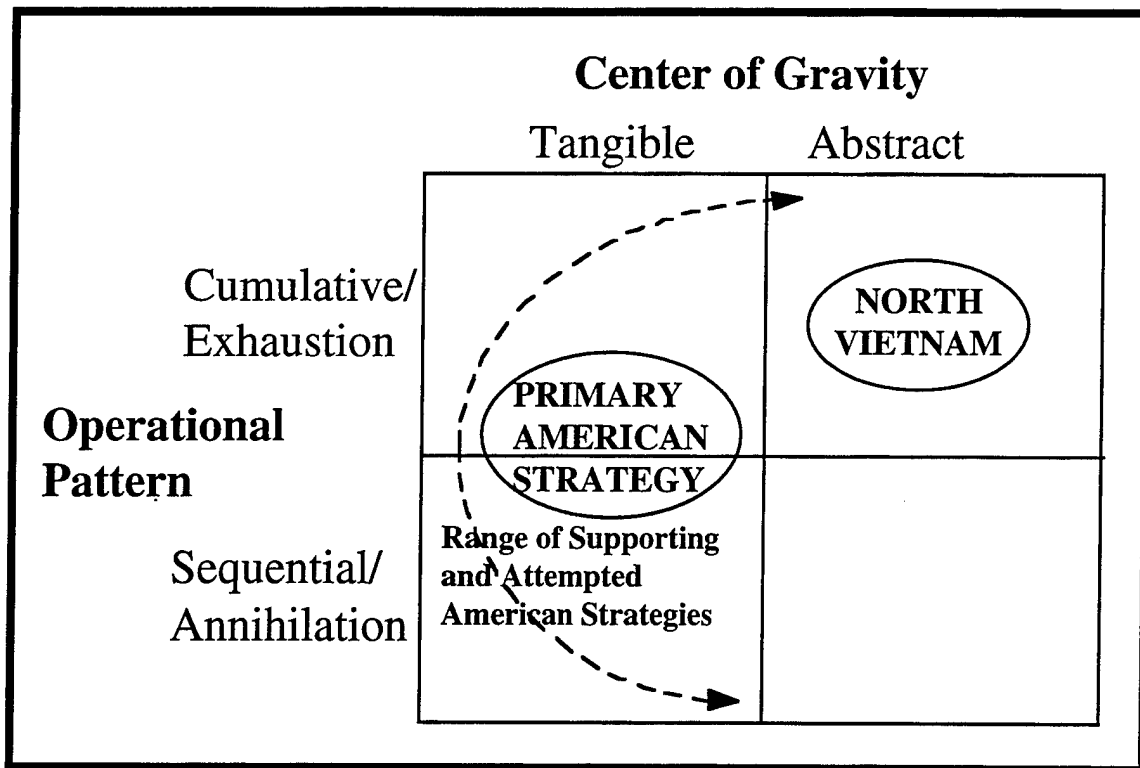 Center of Gravity
Tangible
Abstract
Cumulative/
Exhaustion
NORTH
VIETNAM
PRIMARY
AMERICAN
STRATEGY
Operational
Pattern
Sequential/
Annihilation
Range of Supporting
and Attempted
American Strategies